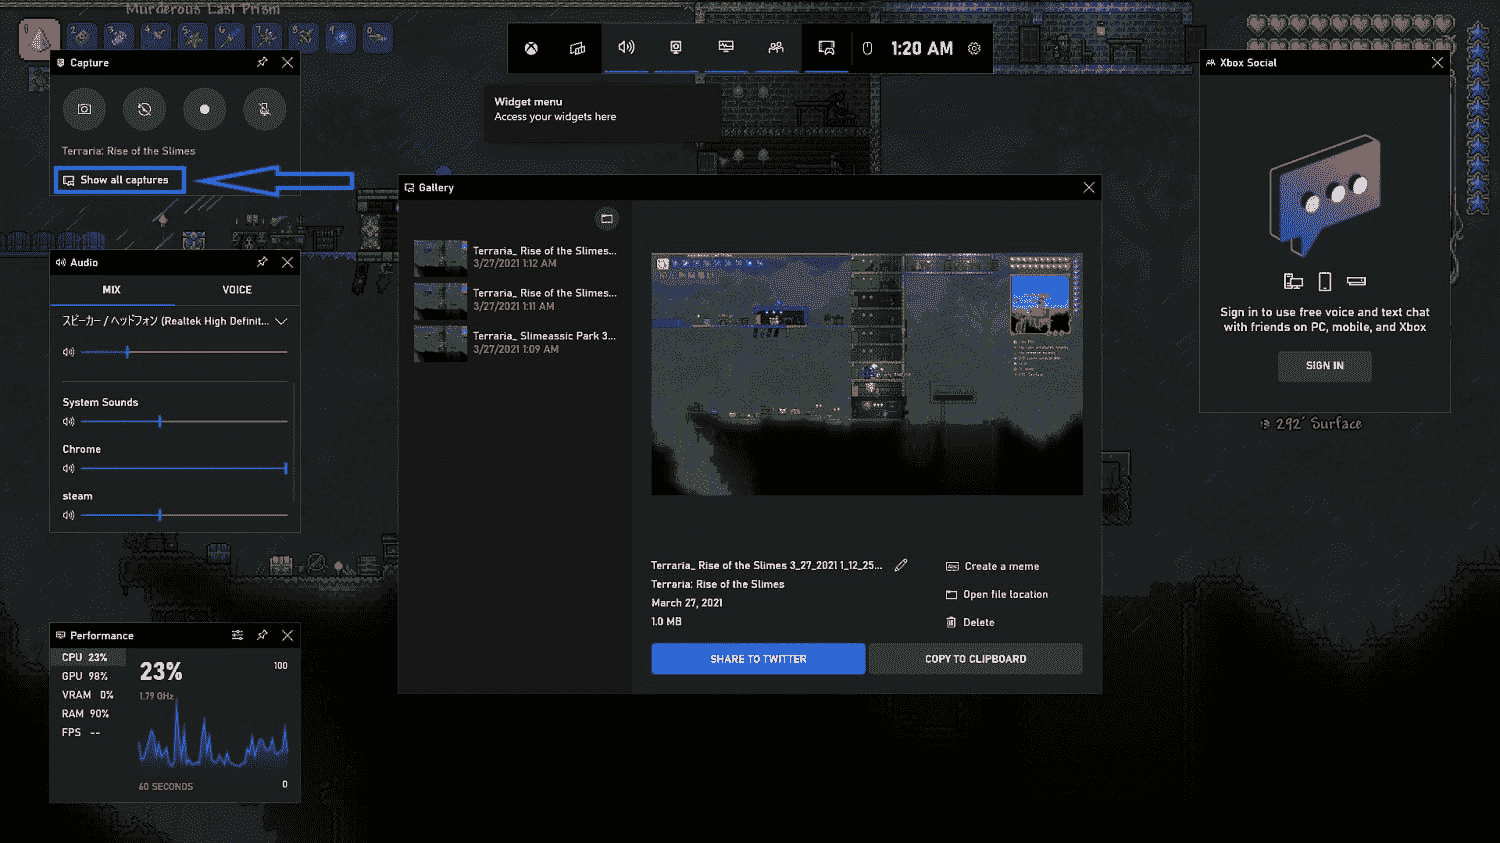 Murderous Last Prism
Capture
Terraria: Rise of the Slimes
Show all captures
1:20 AM
Widget menu
Access your widgets here
Audio
MIX
VOICE
スピーカー / ヘッドフォン (Realtek High Definit...
System Sounds
Chrome
steam
Performance
CPU 23%
GPU 98%
VRAM 0%
RAM 90%
FPS --
23%
1.79 GHz
100
60 SECONDS
0
Gallery
Terraria_ Rise of the Slimes...
3/27/2021 1:12 AM
Terraria_ Rise of the Slimes...
3/27/2021 1:11 AM
Terraria_ Slimeassic Park 3...
3/27/2021 1:09 AM
Terraria_ Rise of the Slimes 3_27_2021 1_12_25...
Terraria: Rise of the Slimes
March 27, 2021
1.0 MB
Create a meme
Open file location
Delete
SHARE TO TWITTER
COPY TO CLIPBOARD
Xbox Social
Sign in to use free voice and text chat
with friends on PC, mobile, and Xbox
SIGN IN
292' Surface